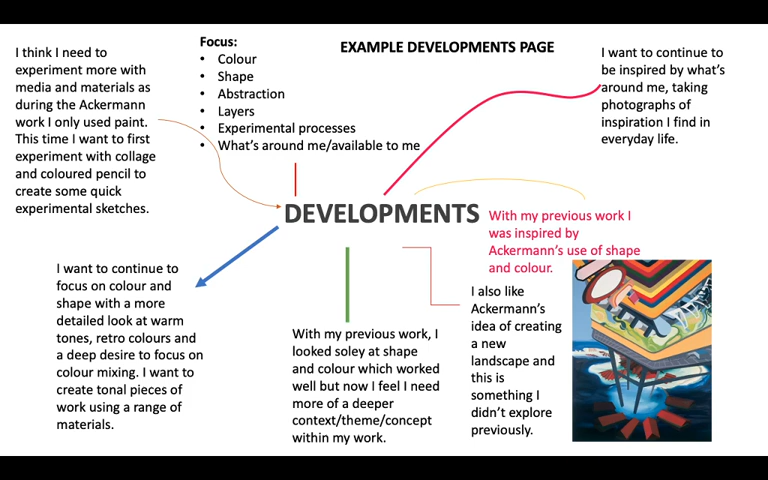 EXAMPLE DEVELOPMENTS PAGE
I think I need to
experiment more with
media and materials as
during the Ackermann
work I only used paint.
This time I want to first
experiment with collage
and coloured pencil to
create some quick
experimental sketches.
Focus:
• Colour
• Shape
• Abstraction
• Layers
• Experimental processes
• What's around me/available to me
I want to continue to
be inspired by what's
around me, taking
photographs of
inspiration I find in
everyday life.
DEVELOPMENTS
With my previous work I
was inspired by
Ackermann's use of shape
and colour.
I want to continue to
focus on colour and
shape with a more
detailed look at warm
tones, retro colours and
a deep desire to focus on
colour mixing. I want to
create tonal pieces of
work using a range of
materials.
With my previous work, I
looked soley at shape
and colour which worked
well but now I feel I need
more of a deeper
context/theme/concept
within my work.
I also like
Ackermann's
idea of creating
a new
landscape and
this is
something I
didn't explore
previously.